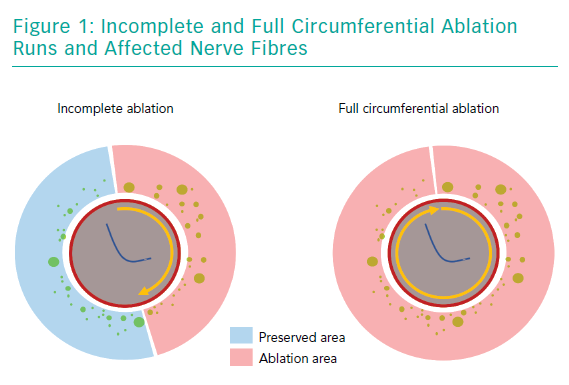 Figure 1: Incomplete and Full Circumferential Ablation
Runs and Affected Nerve Fibres
Incomplete ablation
Full circumferential ablation
Preserved area
Ablation area